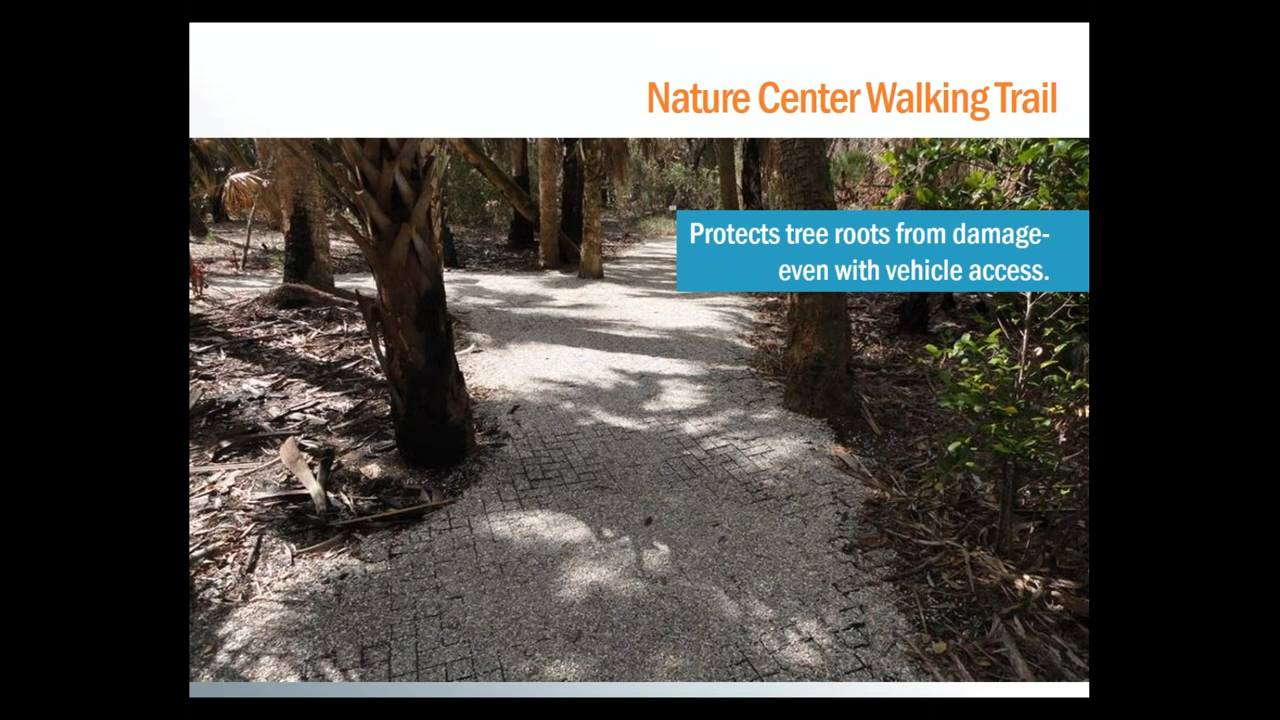 Nature Center Walking Trail
Protects tree roots from damage-
even with vehicle access.